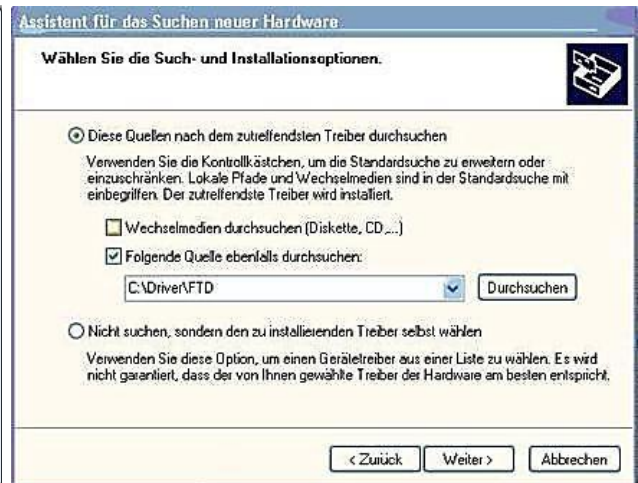 Assistent für das Suchen neuer Hardware
Wählen Sie die Such- und Installationsoptionen.
Diese Quellen nach dem zutreffendsten Treiber durchsuchen
Verwenden Sie die Kontrollkästchen, um die Standardsuche zu erweitern oder
einzuschränken. Lokale Pfade und Wechselmedien sind in der Standardsuche mit
einbegriffen. Der zutreffendste Treiber wird installiert.
Wechselmedien durchsuchen (Diskette, CD,...)
Folgende Quelle ebenfalls durchsuchen:
C:\Driver\FTD
Durchsuchen
Nicht suchen, sondern den zu installierenden Treiber selbst wählen
Verwenden Sie diese Option, um einen Gerätetreiber aus einer Liste zu wählen. Es wird
nicht garantiert, dass der von Ihnen gewählte Treiber der Hardware am besten entspricht.
< Zurück Weiter > Abbrechen